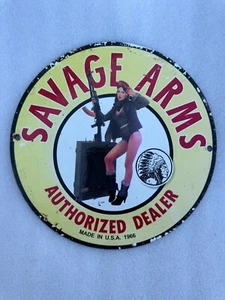 SAVAGE ARMS
AUTHORIZED DEALER
MADE IN U.S.A. 1966